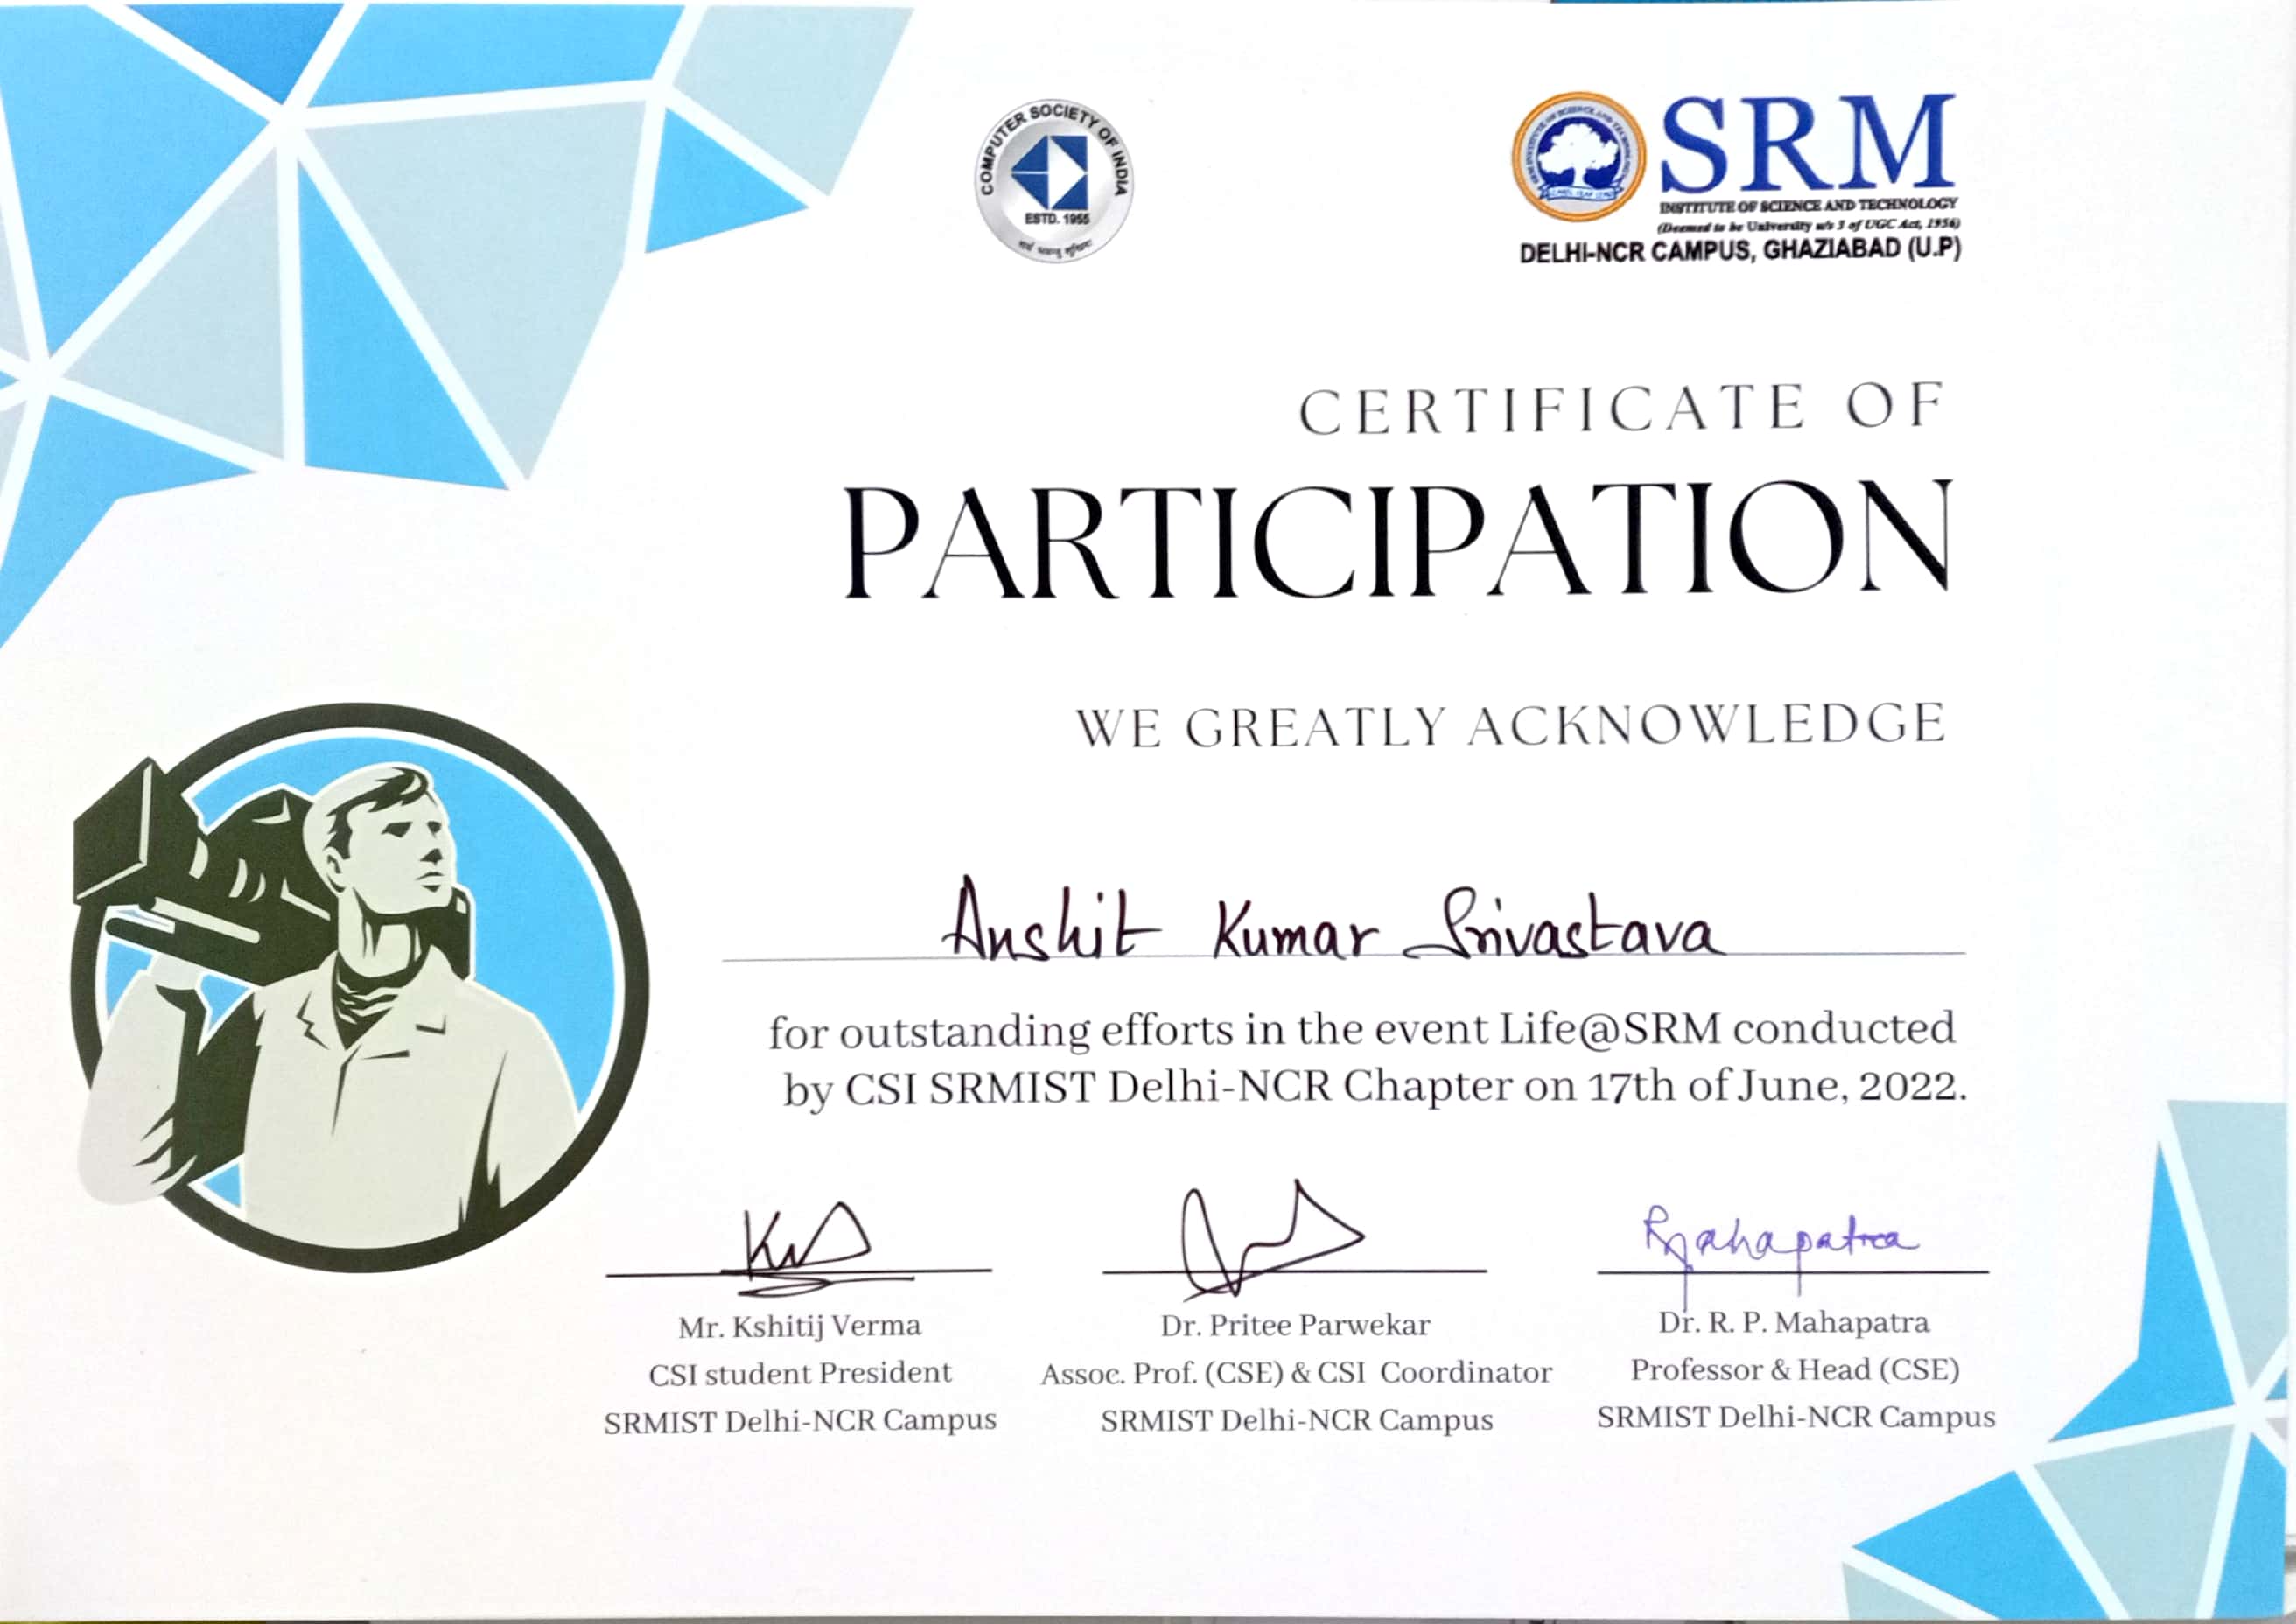 COMPUTER SOCIETY OF INDIA
ESTD. 1955
SRM
INSTITUTE OF SCIENCE AND TECHNOLOGY
(Deemed to be University u/s 3 of UGC Act, 1956)
DELHI-NCR CAMPUS, GHAZIABAD (U.P)
CERTIFICATE OF
PARTICIPATION
WE GREATLY ACKNOWLEDGE
Anshit Kumar Srivastava
for outstanding efforts in the event Life@SRM conducted
by CSI SRMIST Delhi-NCR Chapter on 17th of June, 2022.
Rpahapatra
Mr. Kshitij Verma
CSI student President
SRMIST Delhi-NCR Campus
Dr. Pritee Parwekar
Assoc. Prof. (CSE) & CSI Coordinator
SRMIST Delhi-NCR Campus
Dr. R. P. Mahapatra
Professor & Head (CSE)
SRMIST Delhi-NCR Campus